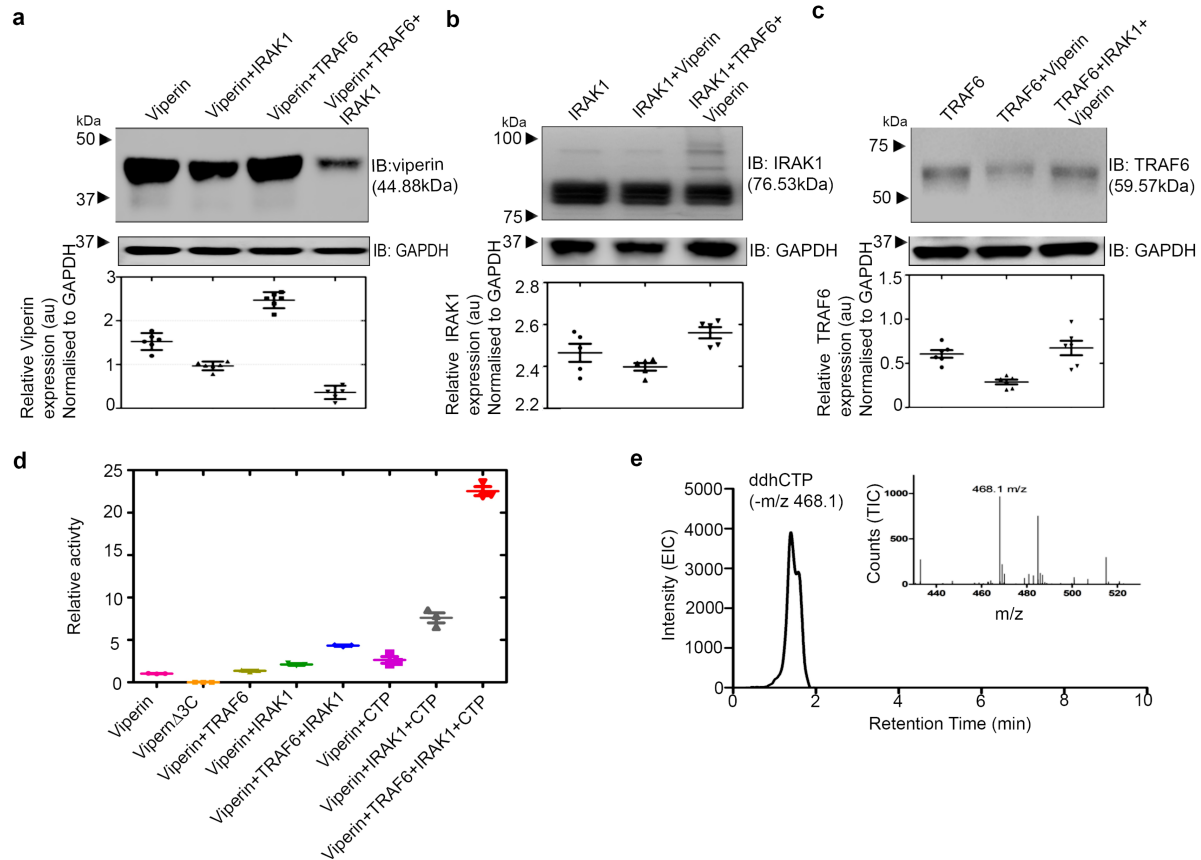 a
Viperin
Viperin+IRAK1
Viperin+TRAF6
Viperin+TRAF6+
IRAK1
kDa
50
37
IB:viperin
(44.88kDa)
37
IB: GAPDH
Relative Viperin
expression (au)
Normalised to GAPDH
3
2
1
0
b
IRAK1
IRAK1+Viperin
IRAK1+TRAF6+
Viperin
kDa
100
75
IB: IRAK1
(76.53kDa)
37
IB: GAPDH
Relative IRAK1
expression (au)
Normalised to GAPDH
2.8
2.6
2.4
2.2
c
TRAF6
TRAF6+Viperin
TRAF6+IRAK1+
Viperin
kDa
75
50
IB: TRAF6
(59.57kDa)
37
IB: GAPDH
Relative TRAF6
expression (au)
Normalised to GAPDH
1.5
1.0
0.5
0
d
Relative activty
25
20
15
10
5
0
Viperin
VipernΔ3C
Viperin+TRAF6
Viperin+IRAK1
Viperin+TRAF6+IRAK1
Viperin+CTP
Viperin+IRAK1+CTP
Viperin+TRAF6+IRAK1+CTP
e
ddhCTP
(-m/z 468.1)
Intensity (EIC)
5000
4000
3000
2000
1000
0
0 2 4 6 8 10
Retention Time (min)
468.1 m/z
Counts (TIC)
1000
500
0
440 460 480 500 520
m/z